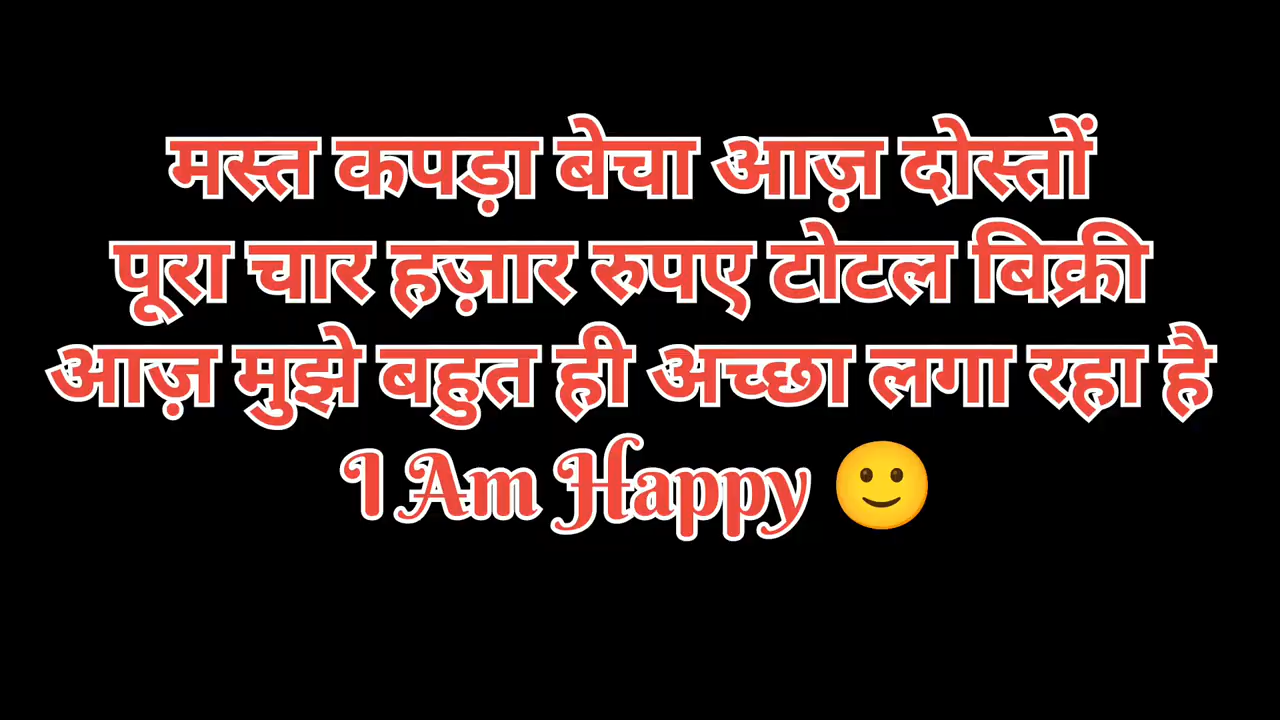 मस्त कपड़ा बेचा आज़ दोस्तों
पूरा चार हज़ार रुपए टोटल बिक्री
आज़ मुझे बहुत ही अच्छा लगा रहा है
I Am Happy 🙂